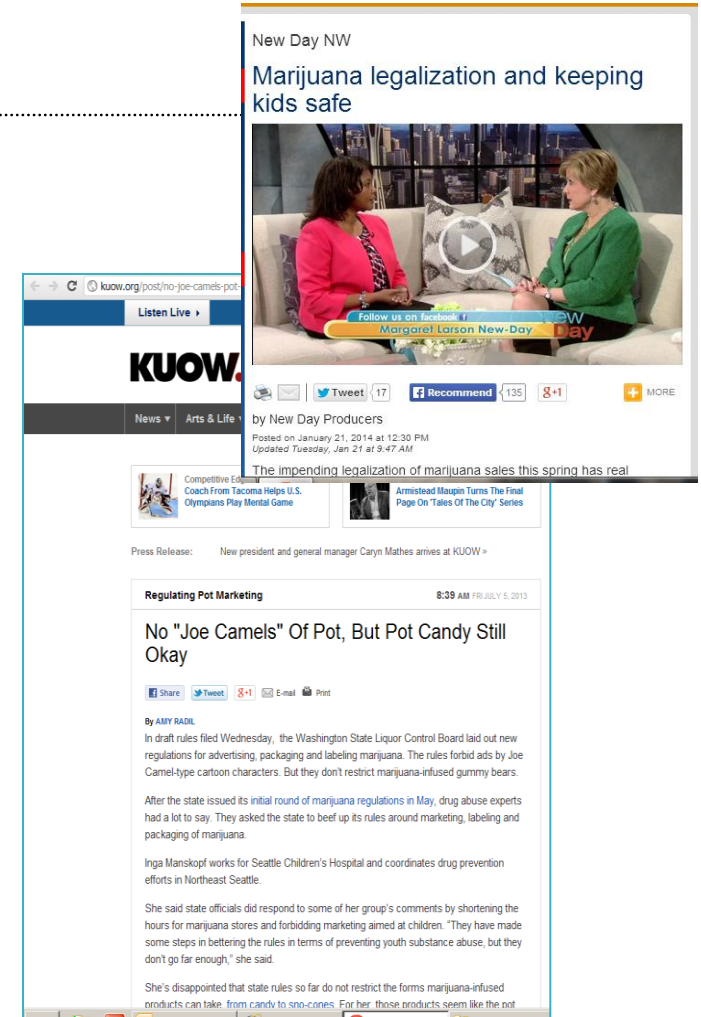 New Day NW
Marijuana legalization and keeping
kids safe
Follow us on facebook
Margaret Larson New-Day
New
Day
Tweet 17
Recommend 135
+1
MORE
by New Day Producers
Posted on January 21, 2014 at 12:30 PM
Updated Tuesday, Jan 21 at 9:47 AM
The impending legalization of marijuana sales this spring has real
kuow.org/post/no-joe-camels-pot-
Listen Live
KUOW.
News
Arts & Life
Competitive
Coach From Tacoma Helps U.S.
Olympians Play Mental Game
Armistead Maupin Turns The Final
Page On 'Tales Of The City' Series
Press Release: New president and general manager Caryn Mathes arrives at KUOW »
Regulating Pot Marketing 8:39 AM FRI JULY 5, 2013
No "Joe Camels" Of Pot, But Pot Candy Still
Okay
Share Tweet +1 E-mail Print
By AMY RADIL
In draft rules filed Wednesday, the Washington State Liquor Control Board laid out new
regulations for advertising, packaging and labeling marijuana. The rules forbid ads by Joe
Camel-type cartoon characters. But they don't restrict marijuana-infused gummy bears.
After the state issued its initial round of marijuana regulations in May, drug abuse experts
had a lot to say. They asked the state to beef up its rules around marketing, labeling and
packaging of marijuana.
Inga Manskopf works for Seattle Children's Hospital and coordinates drug prevention
efforts in Northeast Seattle.
She said state officials did respond to some of her group's comments by shortening the
hours for marijuana stores and forbidding marketing aimed at children. "They have made
some steps in bettering the rules in terms of preventing youth substance abuse, but they
don't go far enough," she said.
She's disappointed that state rules so far do not restrict the forms marijuana-infused
products can take, from candy to sno-cones. For her, those products seem like the pot